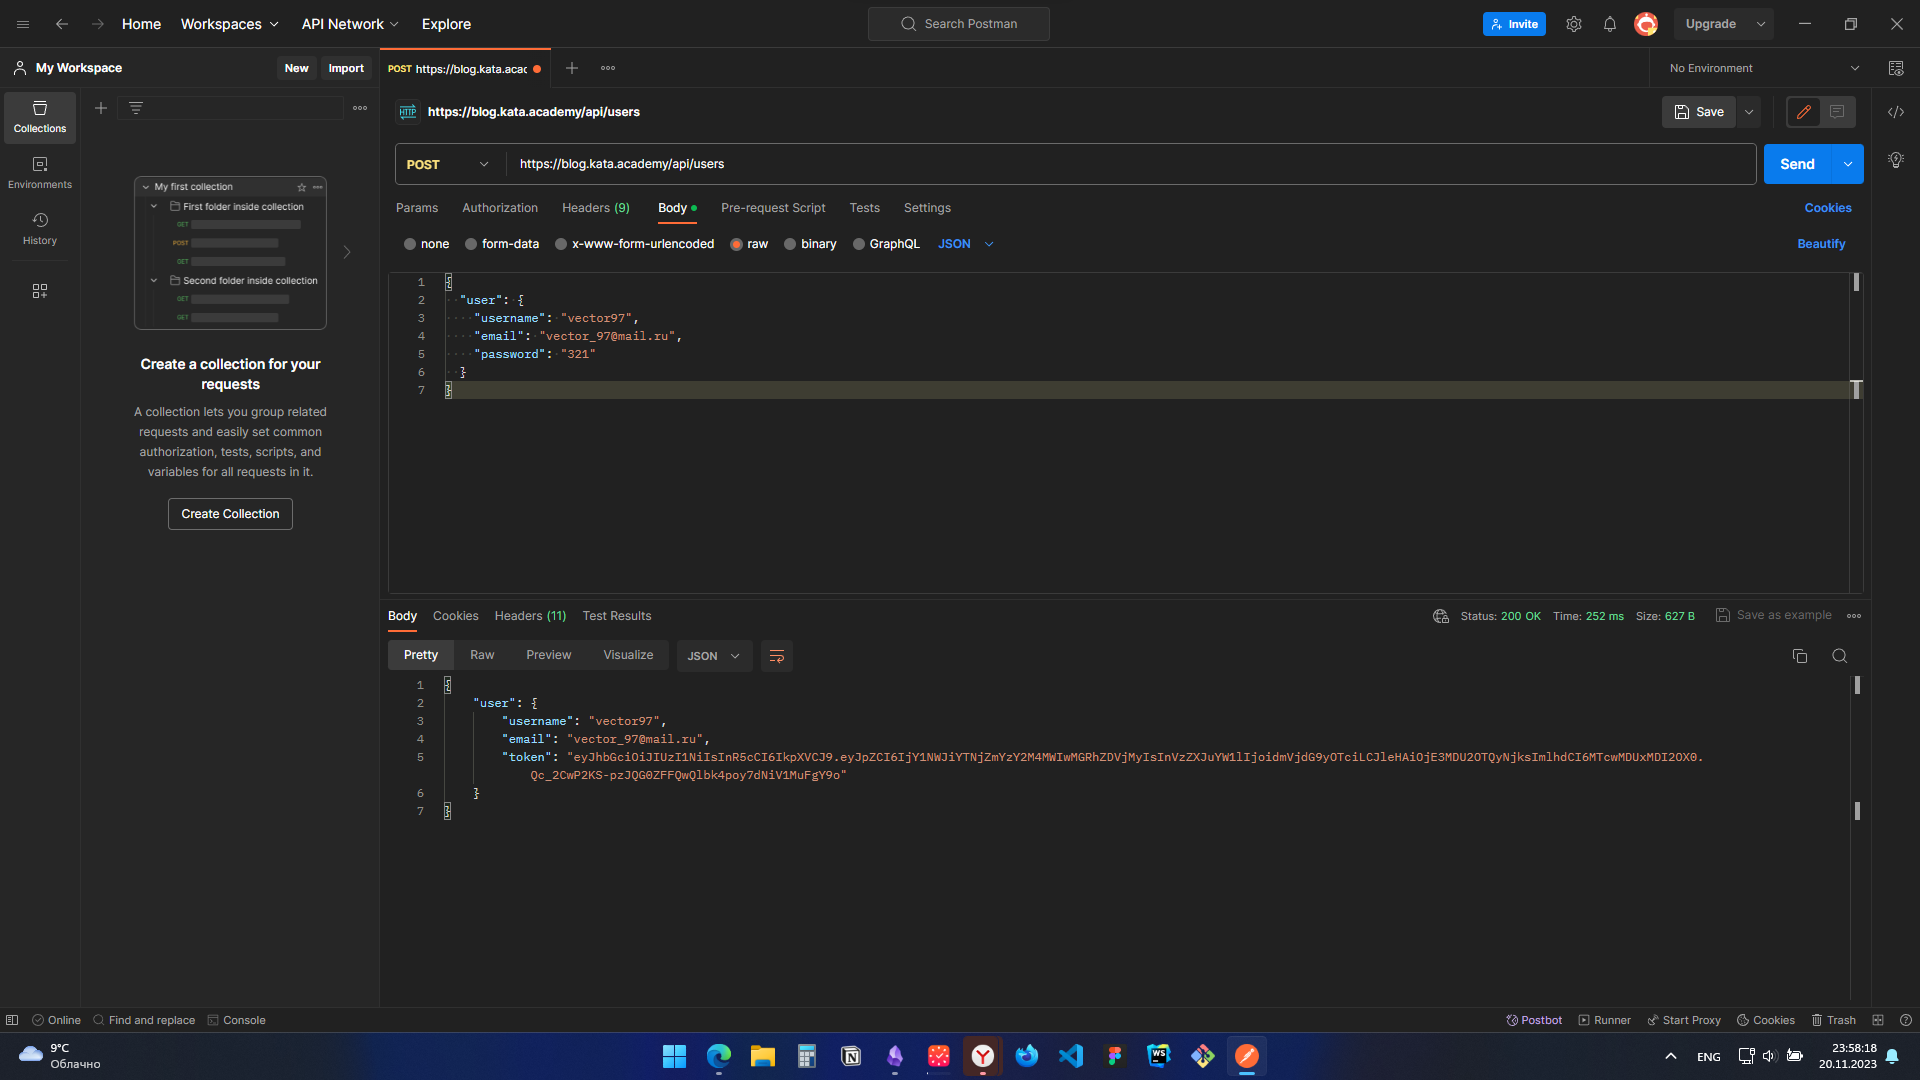 Home Workspaces API Network Explore
Search Postman
Invite
Upgrade
My Workspace New Import
POST https://blog.kata.acac
No Environment
Collections
Environments
History
My first collection
First folder inside collection
GET
POST
GET
Second folder inside collection
GET
GET
Create a collection for your
requests
A collection lets you group related
requests and easily set common
authorization, tests, scripts, and
variables for all requests in it.
Create Collection
HTTP https://blog.kata.academy/api/users
Save
POST https://blog.kata.academy/api/users
Send
Params Authorization Headers (9) Body Pre-request Script Tests Settings
Cookies
none form-data x-www-form-urlencoded raw binary GraphQL JSON
Beautify
1 {
2 "user": {
3 "username": "vector97",
4 "email": "vector_97@mail.ru",
5 "password": "321"
6 }
7 }
Body Cookies Headers (11) Test Results
Status: 200 OK Time: 252 ms Size: 627 B Save as example
Pretty Raw Preview Visualize JSON
1 {
2 "user": {
3 "username": "vector97",
4 "email": "vector_97@mail.ru",
5 "token": "eyJhbGciOiJIUzI1NiIsInR5cCI6IkpXVCJ9.eyJpZCI6IjY1NWJiYTNjZmYzY2M4MWIwMGRhZDVjMyIsInVzZXJuYW1lIjoidmVjdG9yOTciLCJleHAiOjE3MDU2OTQyNjksImlhdCI6MTcwMDUxMDI2OX0.
Qc_2CwP2KS-pzJQG0ZFFQwQlbk4poy7dNiV1MuFgY9o"
6 }
7 }
Online Find and replace Console
Postbot Runner Start Proxy Cookies Trash
9°C
Облачно
ENG
23:58:18
20.11.2023